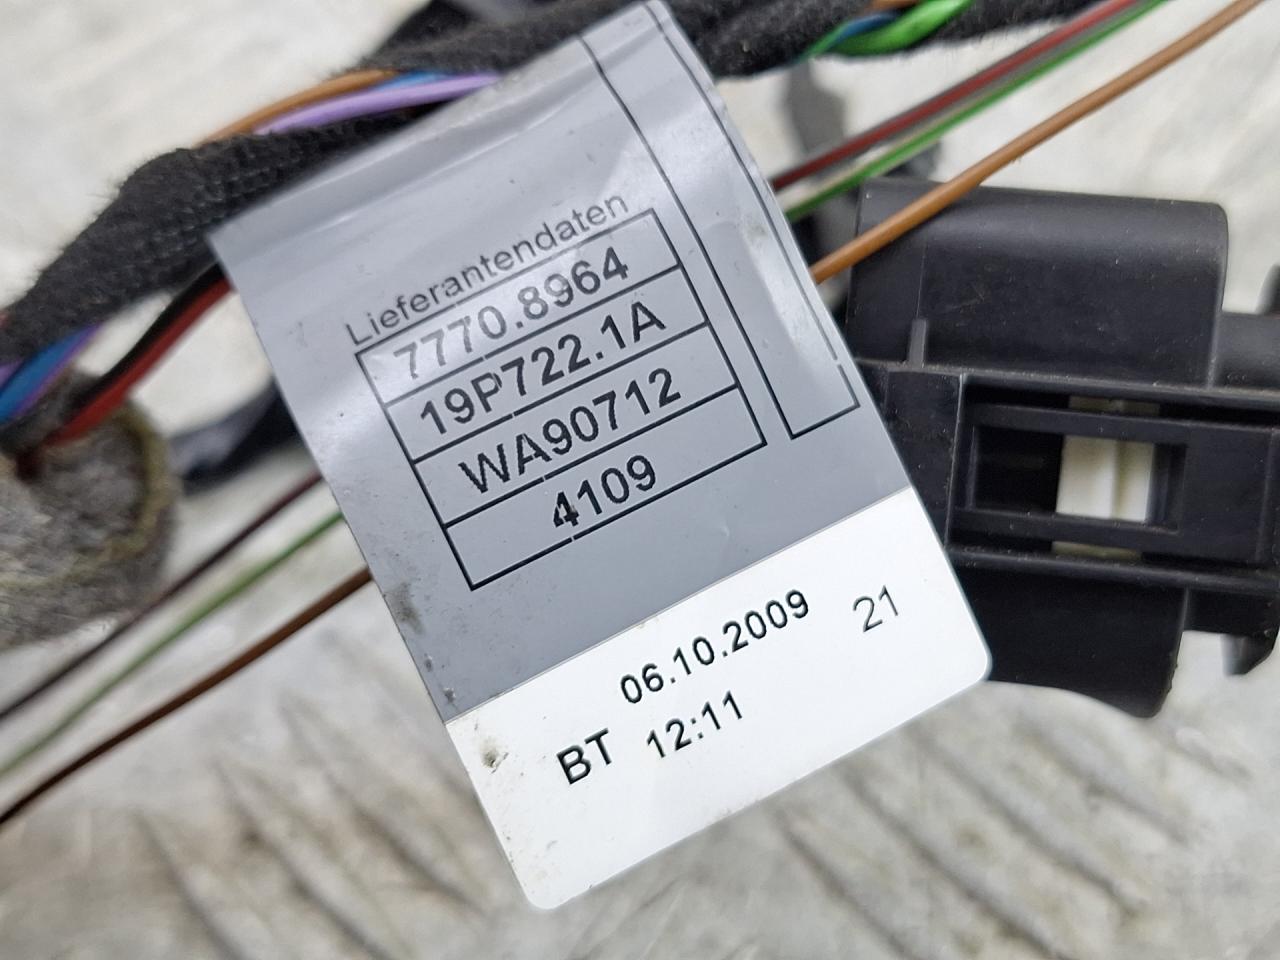 Lieferantendaten
7770.8964
19P722.1A
WA90712
4109
06.10.2009 21
BT 12:11